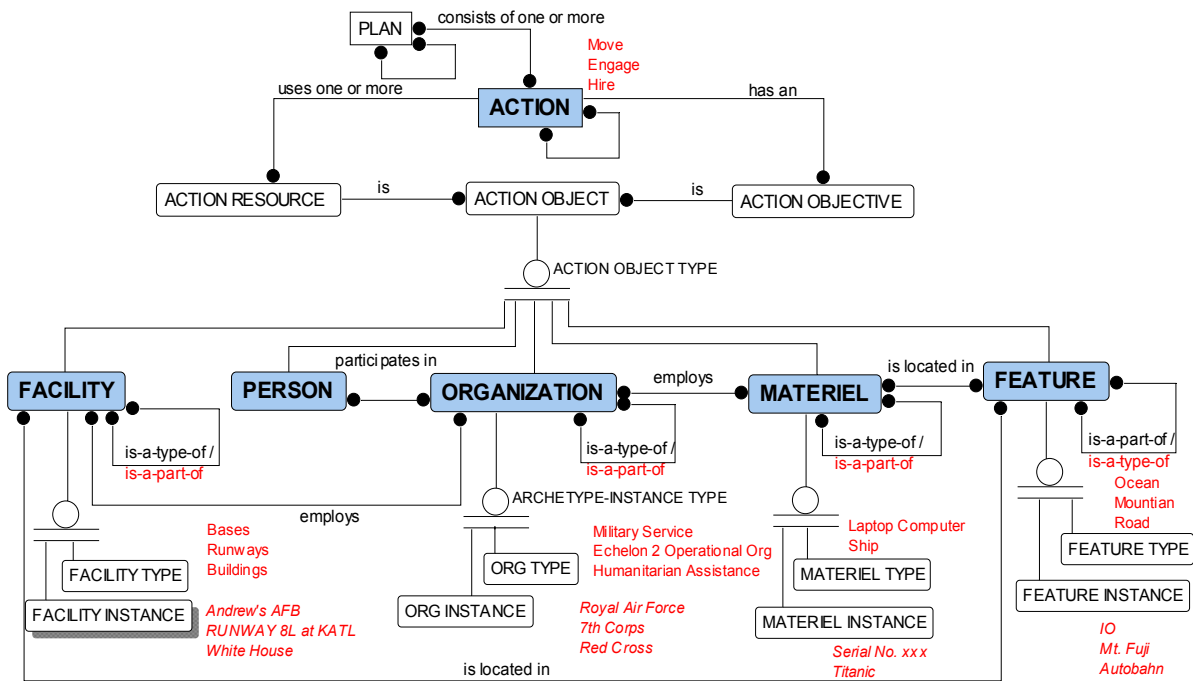 consists of one or more
PLAN
Move
Engage
Hire
uses one or more
has an
ACTION
ACTION RESOURCE
is
ACTION OBJECT
is
ACTION OBJECTIVE
ACTION OBJECT TYPE
participates in
employs
is located in
FACILITY
PERSON
ORGANIZATION
MATERIEL
FEATURE
is-a-type-of /
is-a-part-of
is-a-type-of /
is-a-part-of
is-a-type-of /
is-a-part-of
is-a-part-of /
is-a-type-of
employs
ARCHETYPE-INSTANCE TYPE
Ocean
Mountian
Road
Bases
Runways
Buildings
Military Service
Echelon 2 Operational Org
Humanitarian Assistance
Laptop Computer
Ship
FACILITY TYPE
ORG TYPE
MATERIEL TYPE
FEATURE TYPE
FACILITY INSTANCE
ORG INSTANCE
MATERIEL INSTANCE
FEATURE INSTANCE
Andrew's AFB
RUNWAY 8L at KATL
White House
Royal Air Force
7th Corps
Red Cross
Serial No. xxx
Titanic
IO
Mt. Fuji
Autobahn
is located in